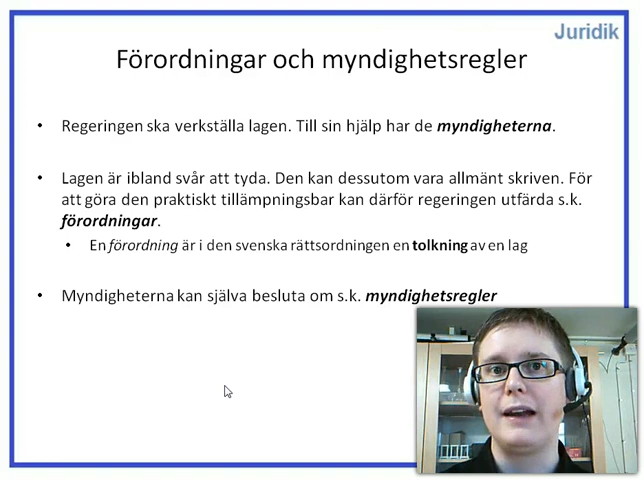 Juridik
Förordningar och myndighetsregler
• Regeringen ska verkställa lagen. Till sin hjälp har de myndigheterna.
• Lagen är ibland svår att tyda. Den kan dessutom vara allmänt skriven. För
att göra den praktiskt tillämpningsbar kan därför regeringen utfärda s.k.
förordningar.
• En förordning är i den svenska rättsordningen en tolkning av en lag
• Myndigheterna kan själva besluta om s.k. myndighetsregler